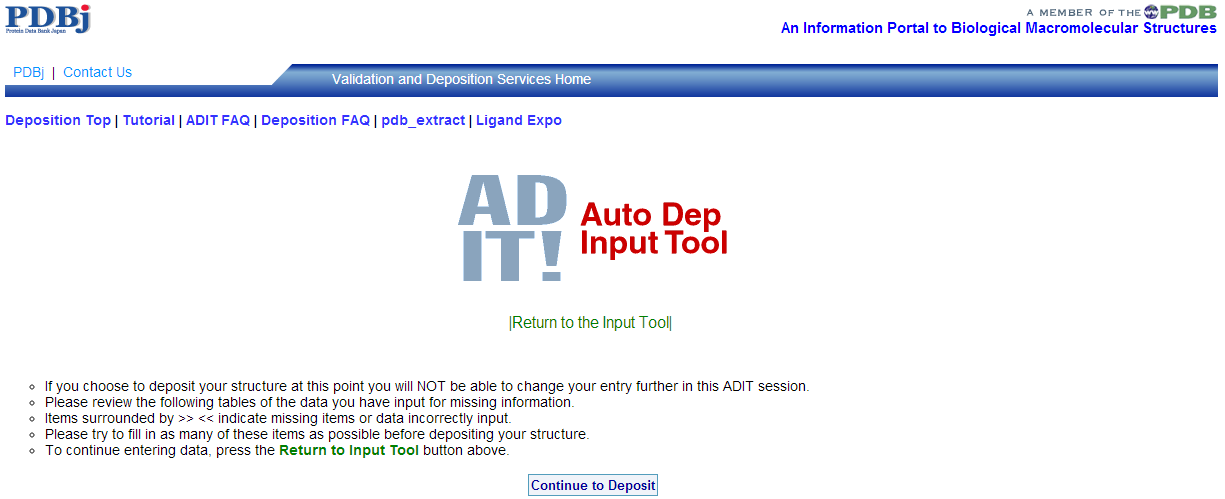 PDBj
Protein Data Bank Japan
A MEMBER OF THE wwPDB
An Information Portal to Biological Macromolecular Structures
PDBj | Contact Us
Validation and Deposition Services Home
Deposition Top | Tutorial | ADIT FAQ | Deposition FAQ | pdb_extract | Ligand Expo
AD
IT!
Auto Dep
Input Tool
|Return to the Input Tool|
If you choose to deposit your structure at this point you will NOT be able to change your entry further in this ADIT session.
Please review the following tables of the data you have input for missing information.
Items surrounded by >> << indicate missing items or data incorrectly input.
Please try to fill in as many of these items as possible before depositing your structure.
To continue entering data, press the Return to Input Tool button above.
Continue to Deposit